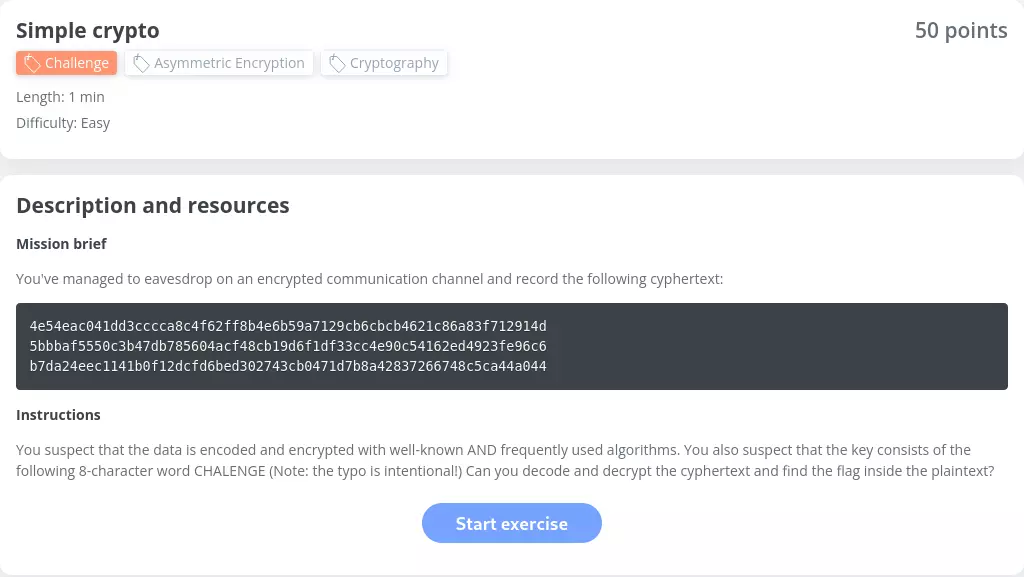 Simple crypto
50 points
Challenge
Asymmetric Encryption
Cryptography
Length: 1 min
Difficulty: Easy
Description and resources
Mission brief
You've managed to eavesdrop on an encrypted communication channel and record the following cyphertext:
4e54eac041dd3cccca8c4f62ff8b4e6b59a7129cb6cbcb4621c86a83f712914d
5bbbaf5550c3b47db785604acf48cb19d6f1df33cc4e90c54162ed4923fe96c6
b7da24eec1141b0f12dcfd6bed302743cb0471d7b8a42837266748c5ca44a044
Instructions
You suspect that the data is encoded and encrypted with well-known AND frequently used algorithms. You also suspect that the key consists of the
following 8-character word CHALENGE (Note: the typo is intentional!) Can you decode and decrypt the cyphertext and find the flag inside the plaintext?
Start exercise